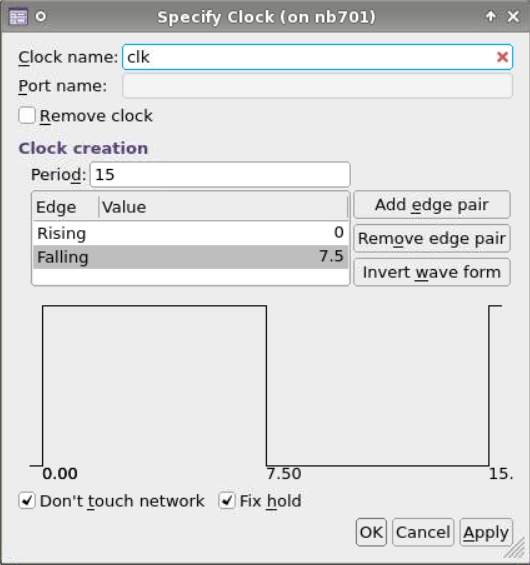 Specify Clock (on nb701)
Clock name: clk
Port name:
Remove clock
Clock creation
Period: 15
Edge Value
Add edge pair
Rising 0
Remove edge pair
Falling 7.5
Invert wave form
0.00 7.50 15.
Don't touch network Fix hold
OK Cancel Apply